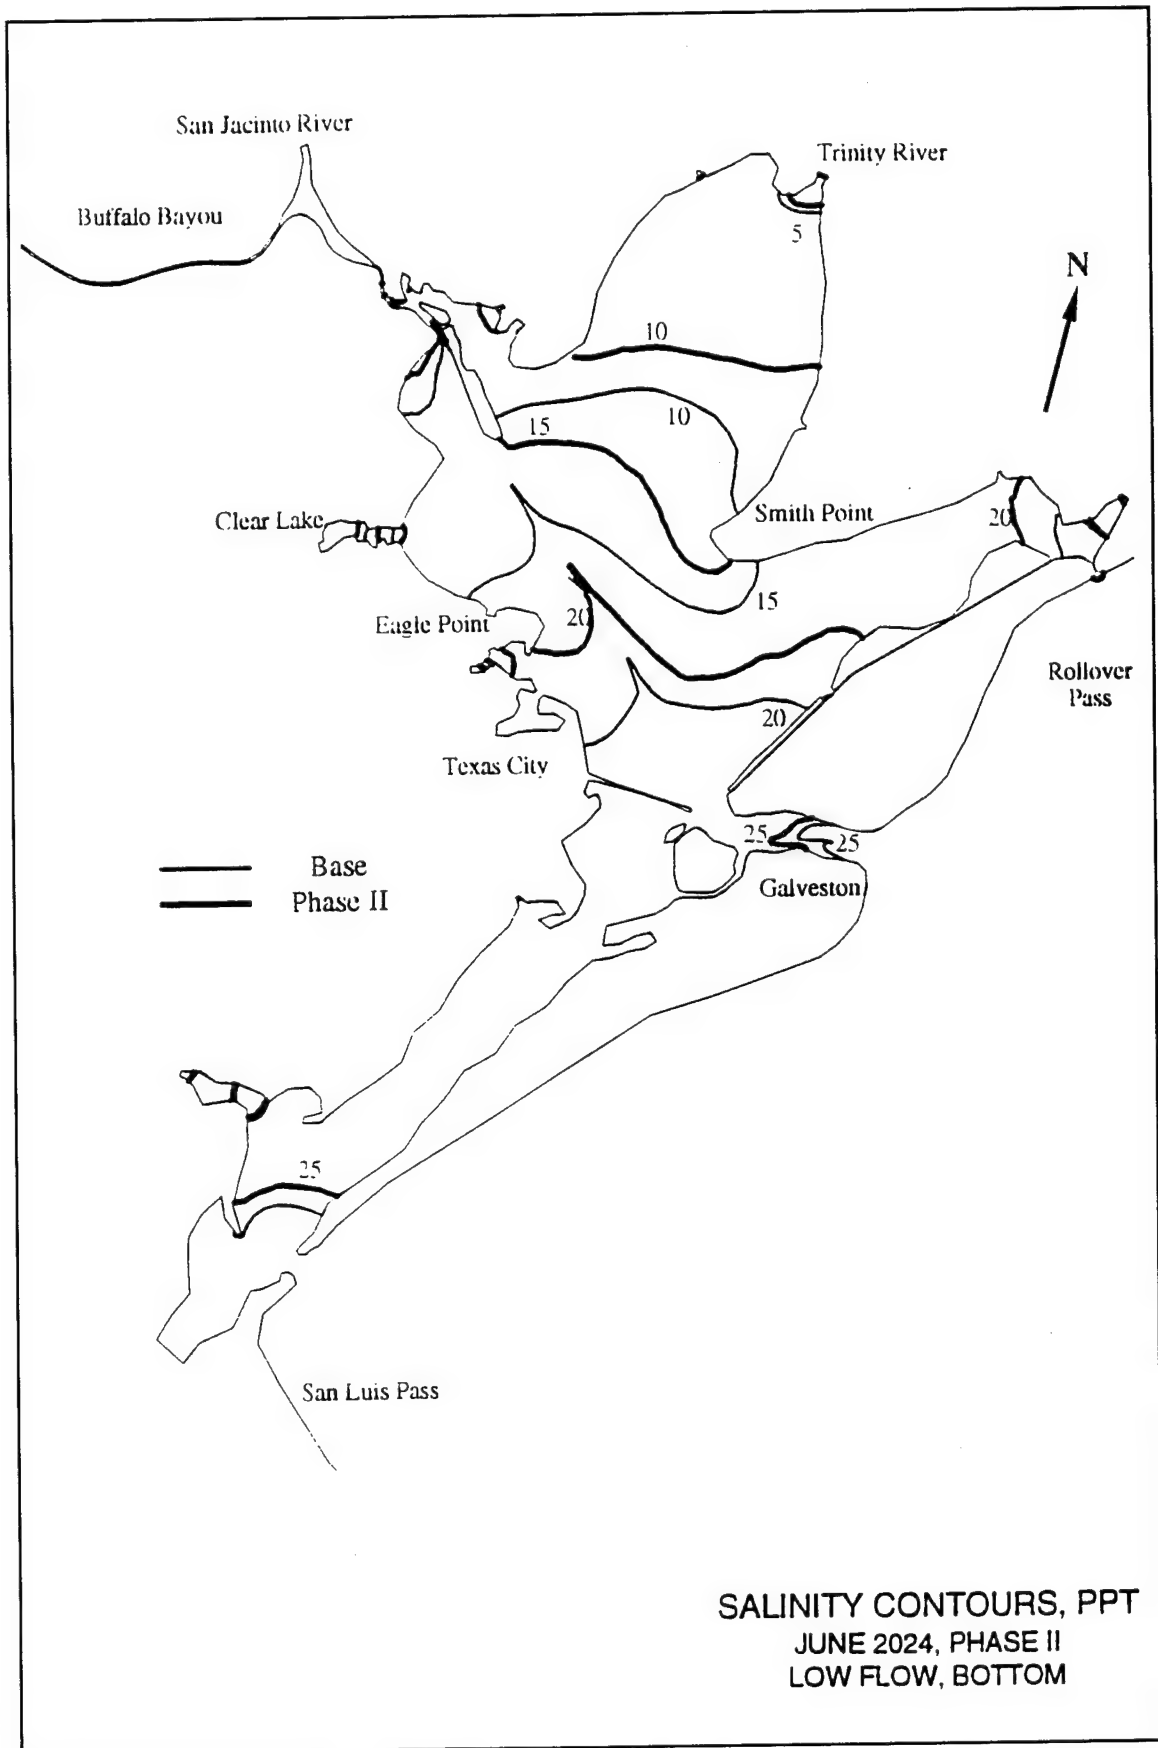 San Jacinto River
Trinity River
Buffalo Bayou
5
N
10
10
15
Smith Point
20
Clear Lake
15
Eagle Point
20
Rollover
Pass
20
Texas City
25
25
Base
Galveston
Phase II
25
San Luis Pass
SALINITY CONTOURS, PPT
JUNE 2024, PHASE II
LOW FLOW, BOTTOM